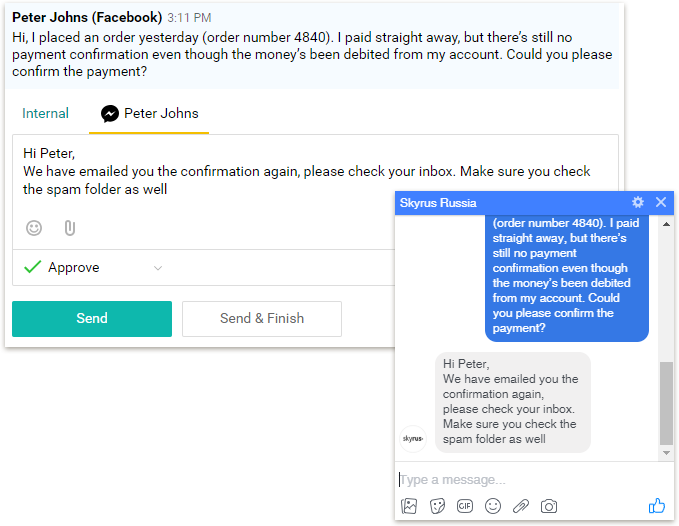 Peter Johns (Facebook) 3:11 PM
Hi, I placed an order yesterday (order number 4840). I paid straight away, but there’s still no
payment confirmation even though the money’s been debited from my account. Could you please
confirm the payment?
Internal
Peter Johns
Hi Peter,
We have emailed you the confirmation again, please check your inbox. Make sure you check
the spam folder as well
Approve
Send
Send & Finish
Skyrus Russia
(order number 4840). I paid
straight away, but there’s
still no payment
confirmation even though
the money’s been debited
from my account. Could
you please confirm the
payment?
Hi Peter,
We have emailed you the
confirmation again,
please check your inbox.
Make sure you check the
spam folder as well
skyrus
Type a message...
GIF